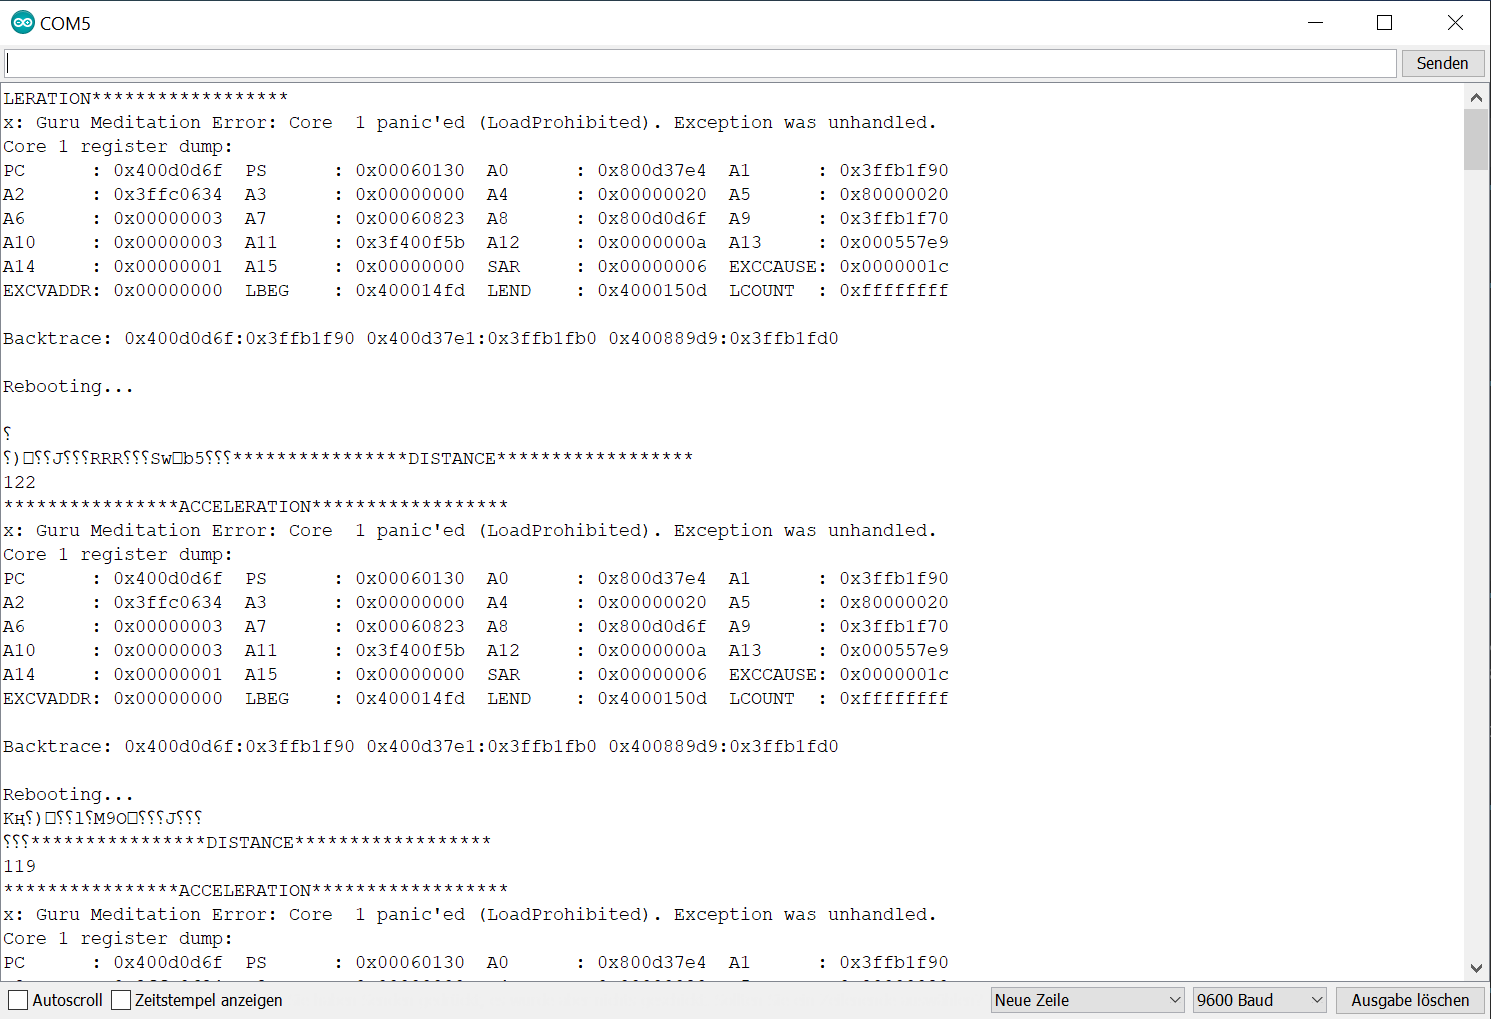 COM5
Senden
LERATION******************
x: Guru Meditation Error: Core  1 panic'ed (LoadProhibited). Exception was unhandled.
Core 1 register dump:
PC      : 0x400d0d6f  PS      : 0x00060130  A0      : 0x800d37e4  A1      : 0x3ffb1f90
A2      : 0x3ffc0634  A3      : 0x00000000  A4      : 0x00000020  A5      : 0x80000020
A6      : 0x00000003  A7      : 0x00060823  A8      : 0x800d0d6f  A9      : 0x3ffb1f70
A10     : 0x00000003  A11     : 0x3f400f5b  A12     : 0x0000000a  A13     : 0x000557e9
A14     : 0x00000001  A15     : 0x00000000  SAR     : 0x00000006  EXCCAUSE: 0x0000001c
EXCVADDR: 0x00000000  LBEG    : 0x400014fd  LEND    : 0x4000150d  LCOUNT  : 0xffffffff
Backtrace: 0x400d0d6f:0x3ffb1f90 0x400d37e1:0x3ffb1fb0 0x400889d9:0x3ffb1fd0
Rebooting...
⸮
⸮)□⸮⸮J⸮⸮⸮RRR⸮⸮⸮Sw□b5⸮⸮⸮****************DISTANCE******************
122
****************ACCELERATION******************
x: Guru Meditation Error: Core  1 panic'ed (LoadProhibited). Exception was unhandled.
Core 1 register dump:
PC      : 0x400d0d6f  PS      : 0x00060130  A0      : 0x800d37e4  A1      : 0x3ffb1f90
A2      : 0x3ffc0634  A3      : 0x00000000  A4      : 0x00000020  A5      : 0x80000020
A6      : 0x00000003  A7      : 0x00060823  A8      : 0x800d0d6f  A9      : 0x3ffb1f70
A10     : 0x00000003  A11     : 0x3f400f5b  A12     : 0x0000000a  A13     : 0x000557e9
A14     : 0x00000001  A15     : 0x00000000  SAR     : 0x00000006  EXCCAUSE: 0x0000001c
EXCVADDR: 0x00000000  LBEG    : 0x400014fd  LEND    : 0x4000150d  LCOUNT  : 0xffffffff
Backtrace: 0x400d0d6f:0x3ffb1f90 0x400d37e1:0x3ffb1fb0 0x400889d9:0x3ffb1fd0
Rebooting...
Kң⸮)□⸮⸮l⸮M9O□⸮⸮⸮J⸮⸮⸮
⸮⸮⸮****************DISTANCE******************
119
****************ACCELERATION******************
x: Guru Meditation Error: Core  1 panic'ed (LoadProhibited). Exception was unhandled.
Core 1 register dump:
PC      : 0x400d0d6f  PS      : 0x00060130  A0      : 0x800d37e4  A1      : 0x3ffb1f90
Autoscroll Zeitstempel anzeigen Neue Zeile 9600 Baud Ausgabe löschen